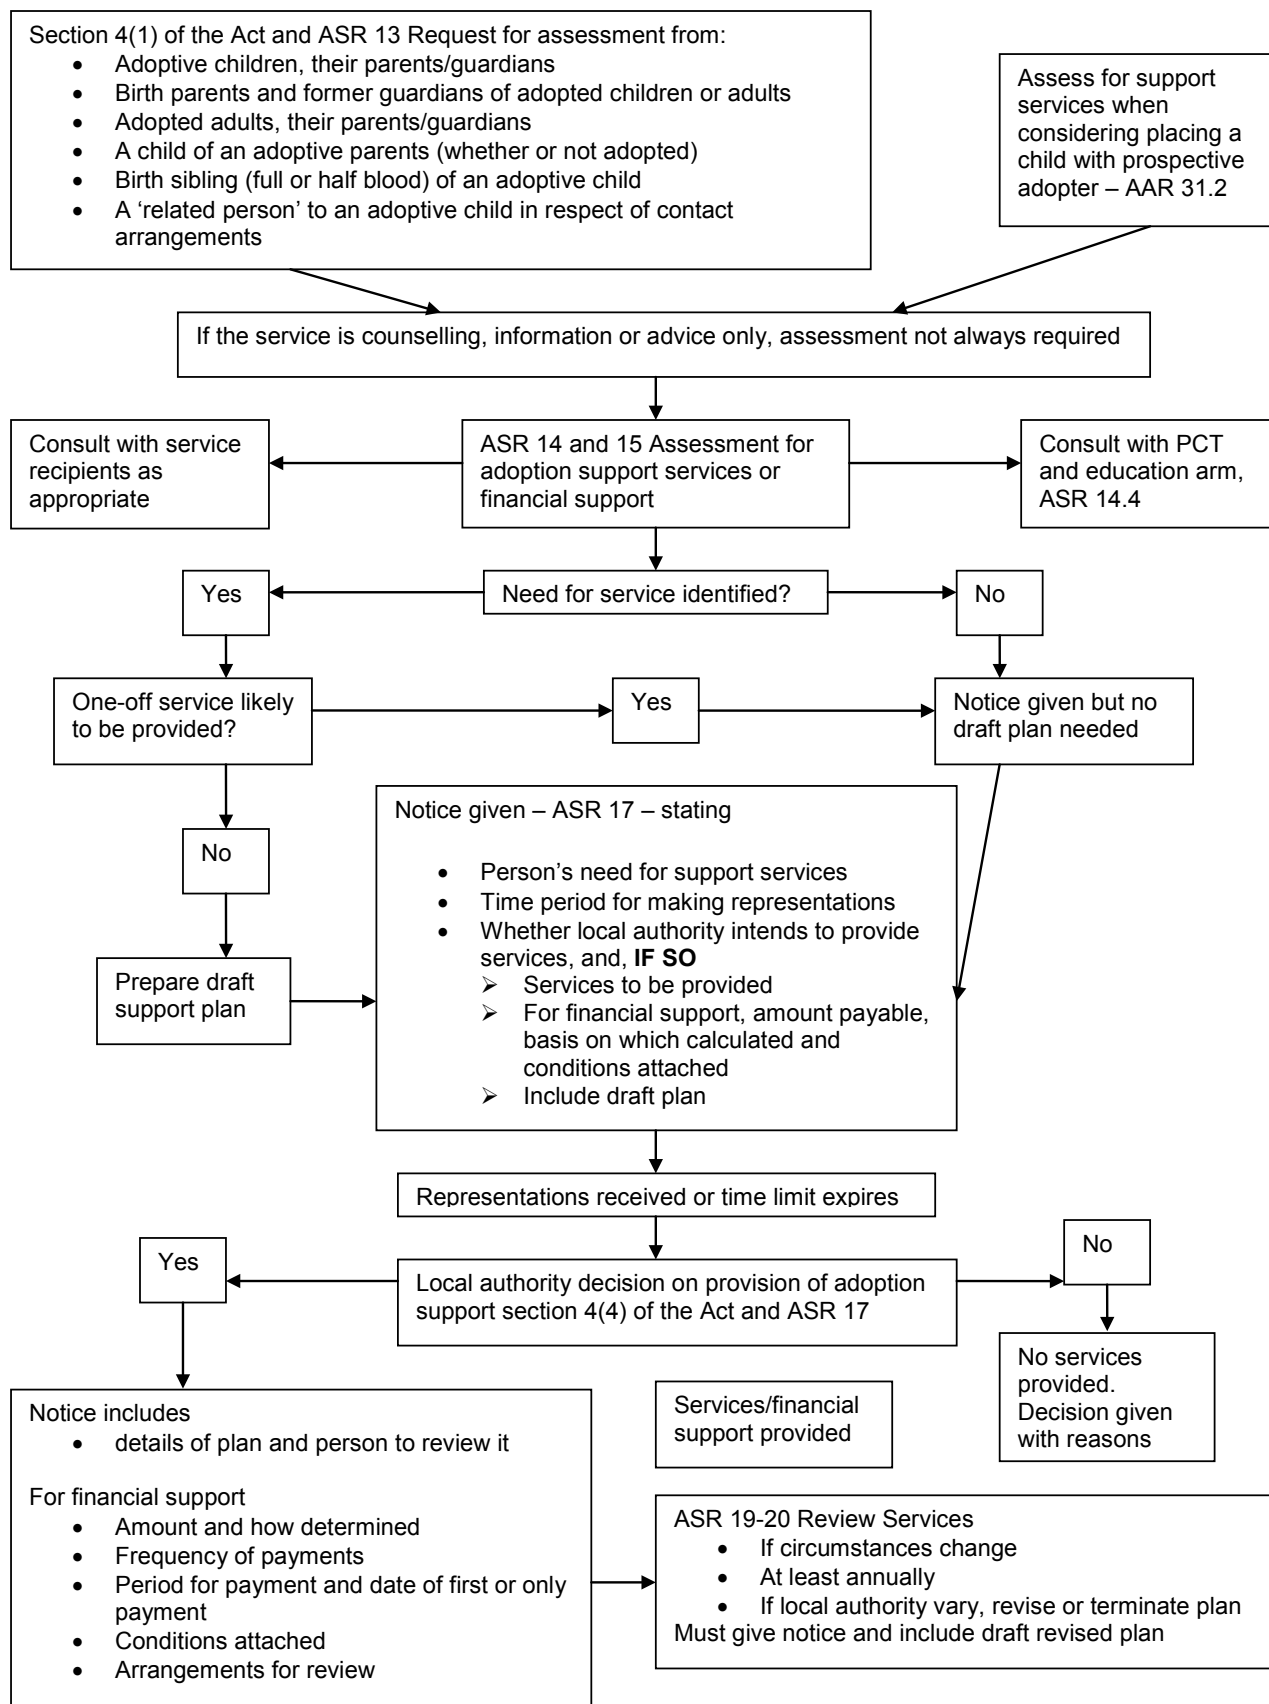 Section 4(1) of the Act and ASR 13 Request for assessment from:
• Adoptive children, their parents/guardians
• Birth parents and former guardians of adopted children or adults
• Adopted adults, their parents/guardians
• A child of an adoptive parents (whether or not adopted)
• Birth sibling (full or half blood) of an adoptive child
• A ‘related person’ to an adoptive child in respect of contact
arrangements
Assess for support
services when
considering placing a
child with prospective
adopter – AAR 31.2
If the service is counselling, information or advice only, assessment not always required
Consult with service
recipients as
appropriate
ASR 14 and 15 Assessment for
adoption support services or
financial support
Consult with PCT
and education arm,
ASR 14.4
Yes
Need for service identified?
No
One-off service likely
to be provided?
Yes
Notice given but no
draft plan needed
No
Prepare draft
support plan
Notice given – ASR 17 – stating
• Person’s need for support services
• Time period for making representations
• Whether local authority intends to provide
services, and, IF SO
➢ Services to be provided
➢ For financial support, amount payable,
basis on which calculated and
conditions attached
➢ Include draft plan
Representations received or time limit expires
Yes
Local authority decision on provision of adoption
support section 4(4) of the Act and ASR 17
No
No services
provided.
Decision given
with reasons
Services/financial
support provided
Notice includes
• details of plan and person to review it
For financial support
• Amount and how determined
• Frequency of payments
• Period for payment and date of first or only
payment
• Conditions attached
• Arrangements for review
ASR 19-20 Review Services
• If circumstances change
• At least annually
• If local authority vary, revise or terminate plan
Must give notice and include draft revised plan